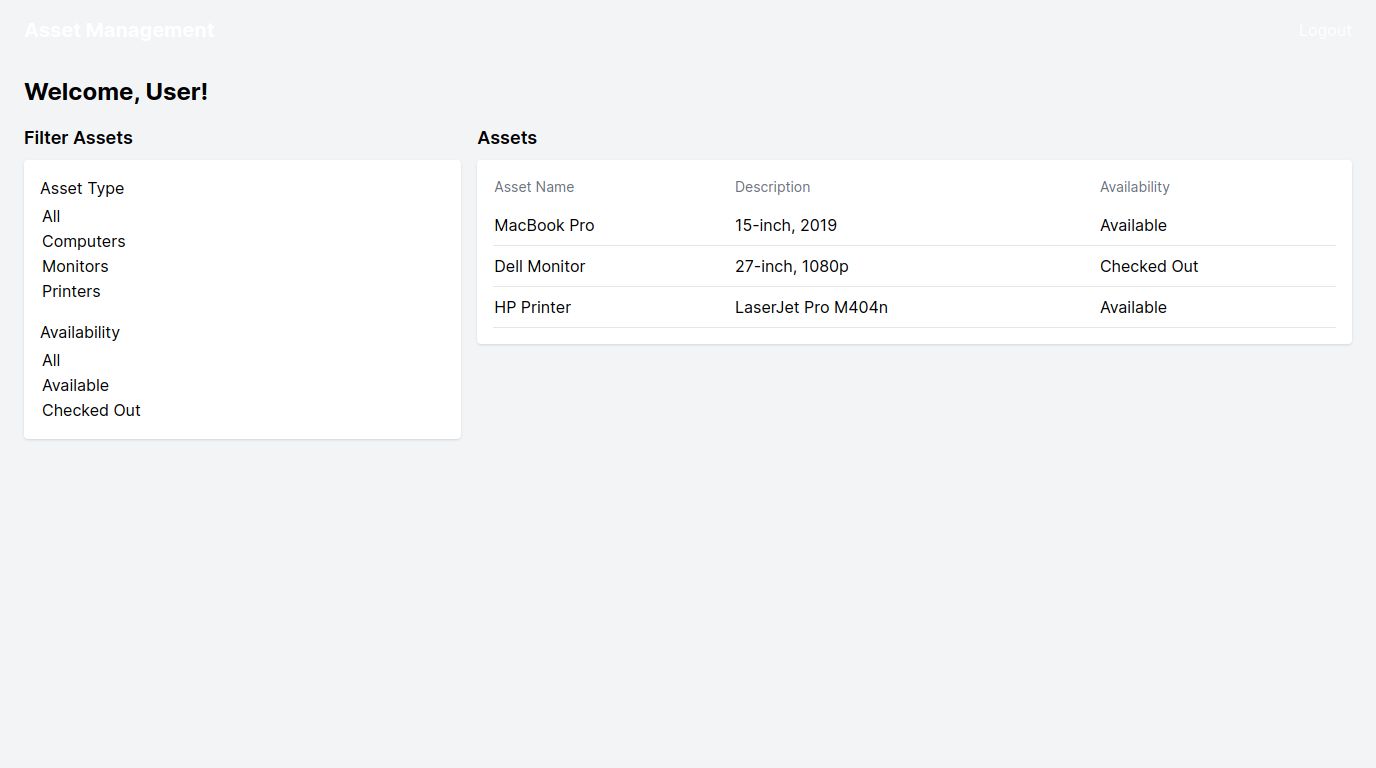 Asset Management
Logout
Welcome, User!
Filter Assets
Asset Type
All
Computers
Monitors
Printers
Availability
All
Available
Checked Out
Assets
Asset Name Description Availability
MacBook Pro 15-inch, 2019 Available
Dell Monitor 27-inch, 1080p Checked Out
HP Printer LaserJet Pro M404n Available